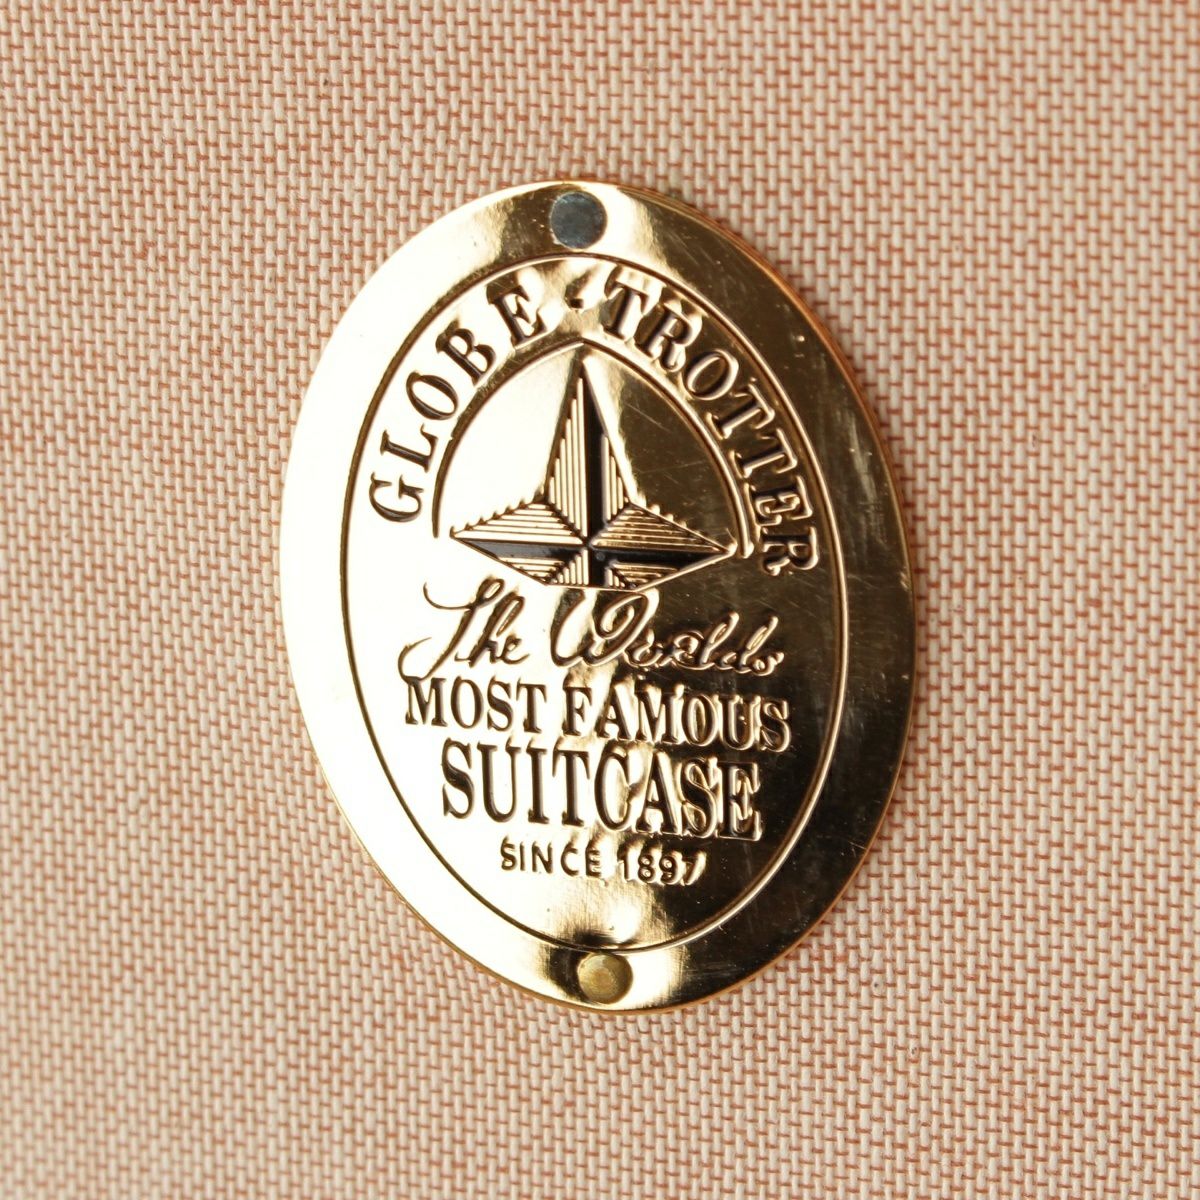 GLOBE·TROTTER
The Worlds
MOST FAMOUS
SUITCASE
SINCE 1897